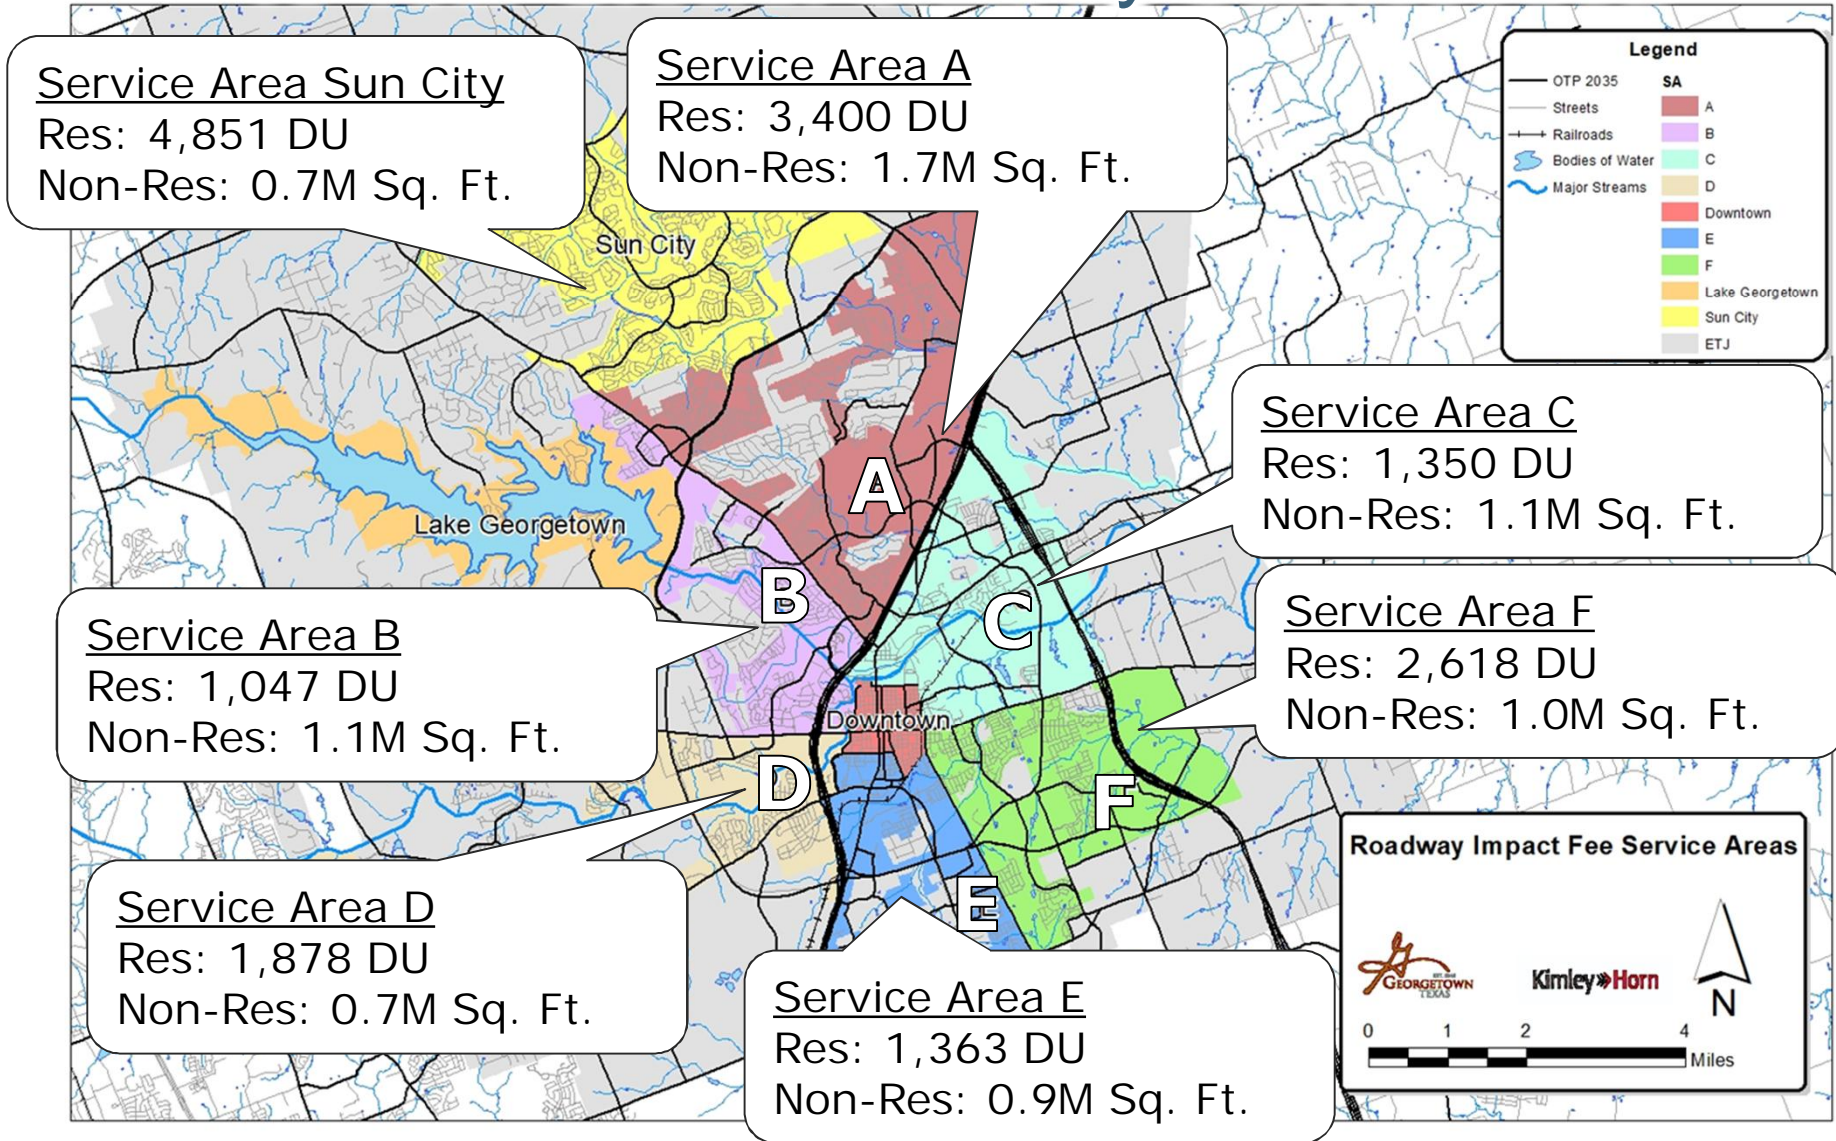 Service Area Sun City
Res: 4,851 DU
Non-Res: 0.7M Sq. Ft.
Service Area A
Res: 3,400 DU
Non-Res: 1.7M Sq. Ft.
Legend
OTP 2035
Streets
Railroads
Bodies of Water
Major Streams
SA
A
B
C
D
Downtown
E
F
Lake Georgetown
Sun City
ETJ
Sun City
Service Area C
Res: 1,350 DU
Non-Res: 1.1M Sq. Ft.
A
Lake Georgetown
B
C
Service Area B
Res: 1,047 DU
Non-Res: 1.1M Sq. Ft.
Service Area F
Res: 2,618 DU
Non-Res: 1.0M Sq. Ft.
Downtown
D
F
E
Service Area D
Res: 1,878 DU
Non-Res: 0.7M Sq. Ft.
Service Area E
Res: 1,363 DU
Non-Res: 0.9M Sq. Ft.
Roadway Impact Fee Service Areas
EST. 1848
GEORGETOWN
TEXAS
Kimley»Horn
N
0 1 2 4
Miles